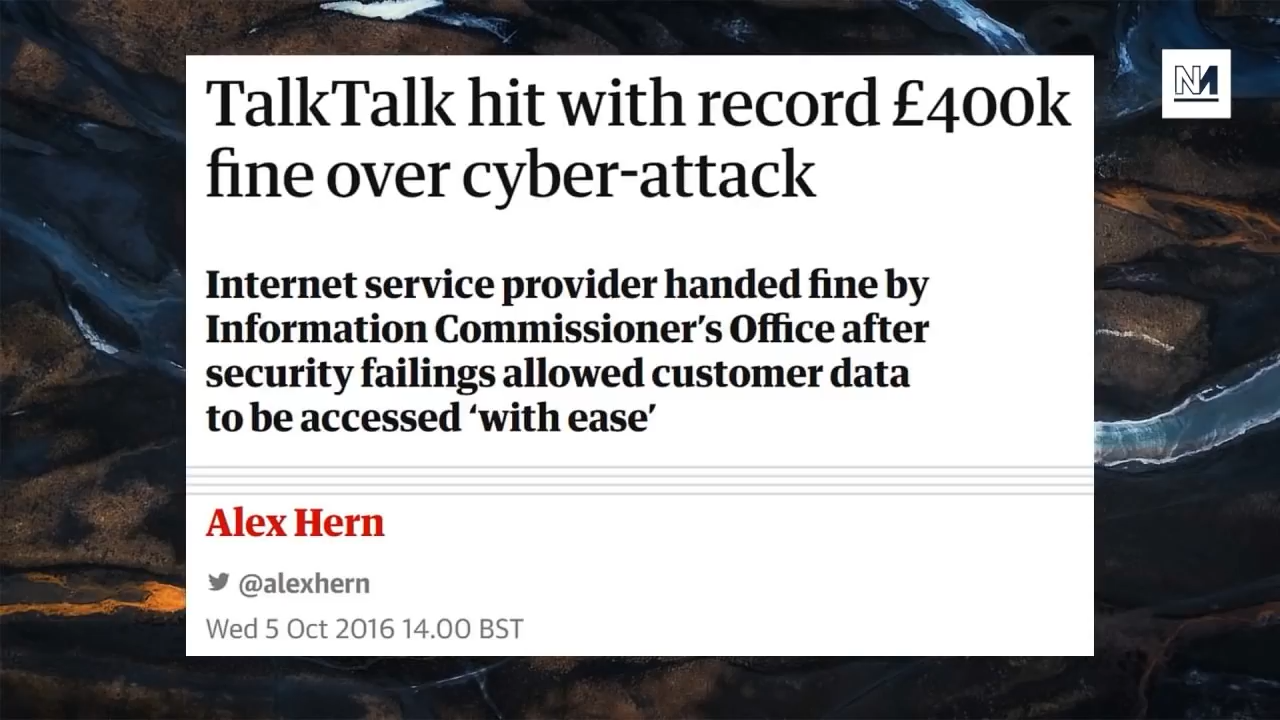 TalkTalk hit with record £400k
fine over cyber-attack
Internet service provider handed fine by
Information Commissioner’s Office after
security failings allowed customer data
to be accessed ‘with ease’
Alex Hern
@alexhern
Wed 5 Oct 2016 14.00 BST
NM